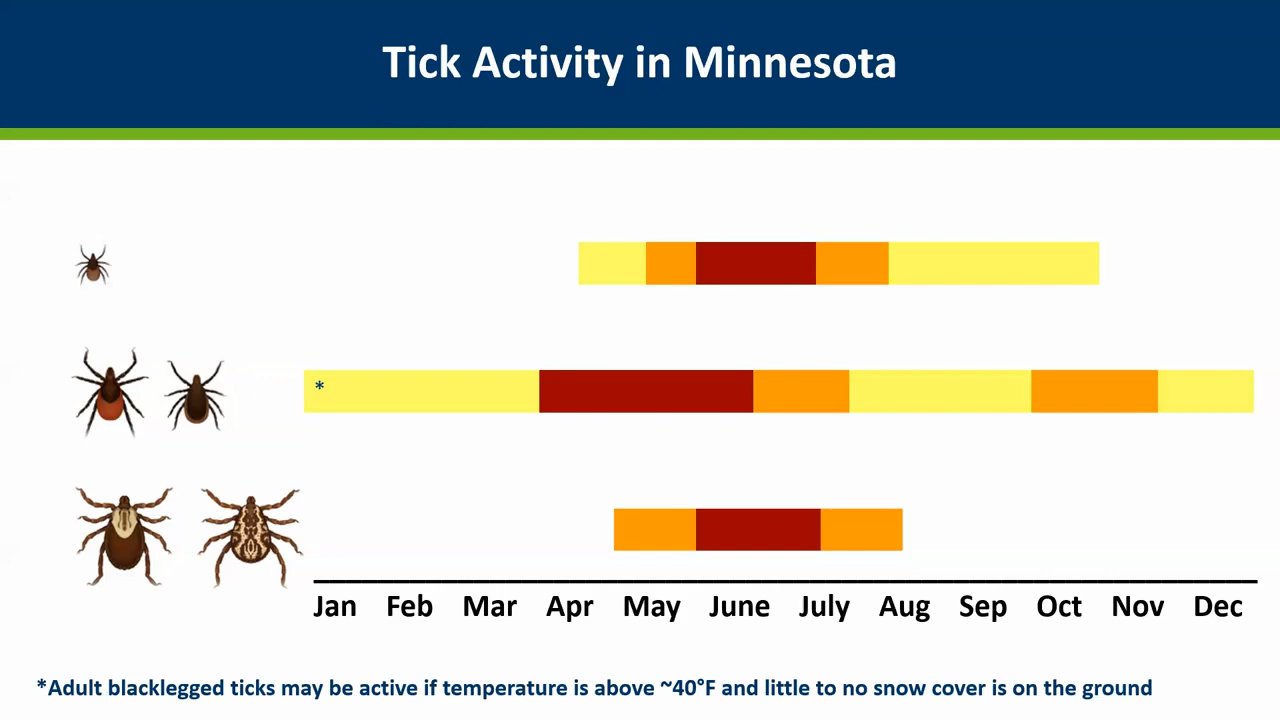 Tick Activity in Minnesota
*
Jan Feb Mar Apr May June July Aug Sep Oct Nov Dec
*Adult blacklegged ticks may be active if temperature is above ~40°F and little to no snow cover is on the ground